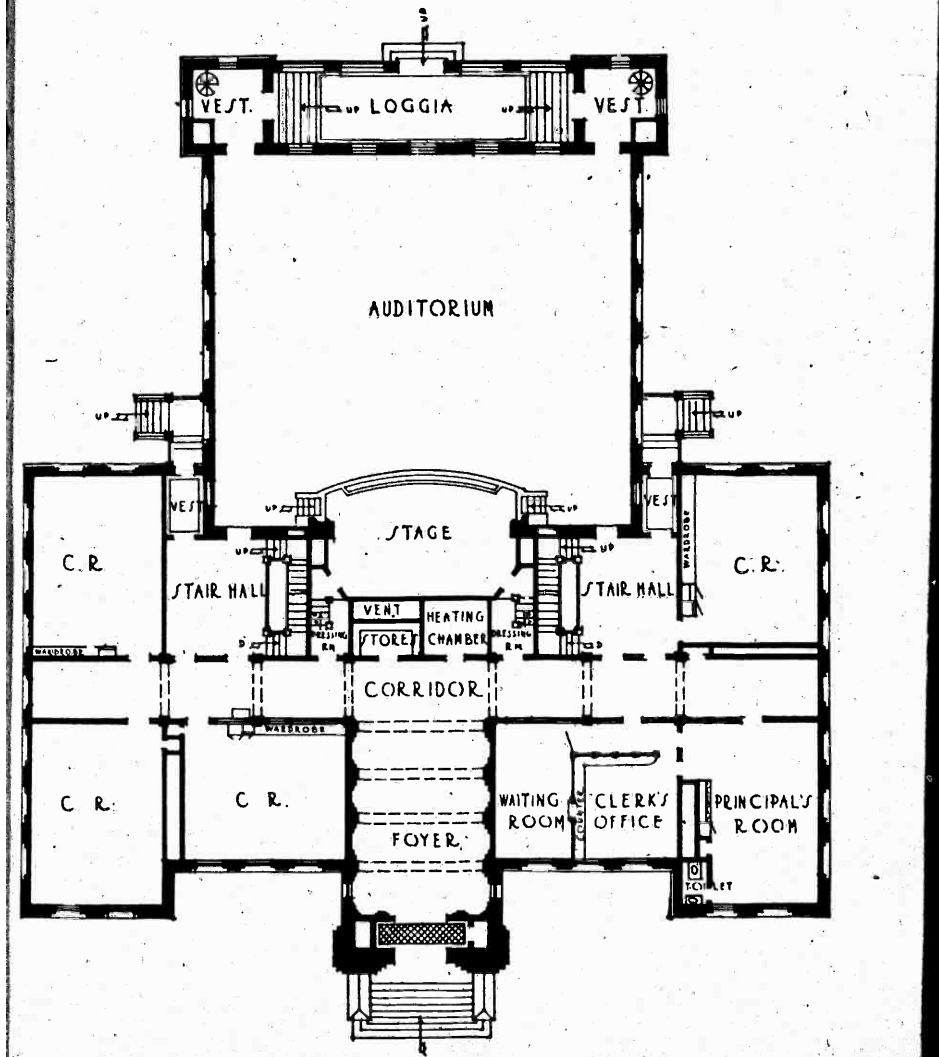 UP
VEST.
UP
LOGGIA
UP
VEST.
AUDITORIUM
UP
UP
VEST
UP
UP
VEST
STAGE
WARDROBE
C.R.
UP
UP
C.R.
STAIR HALL
STAIR HALL
VENT
HEATING
CHAMBER
STORES
DRESSING
RM
DRESSING
RM
D
D
WARDROBE
CORRIDOR
WARDROBE
C.R.
C.R.
WAITING
ROOM
COUNTER
CLERK'S
OFFICE
PRINCIPAL'S
ROOM
FOYER
TOILET